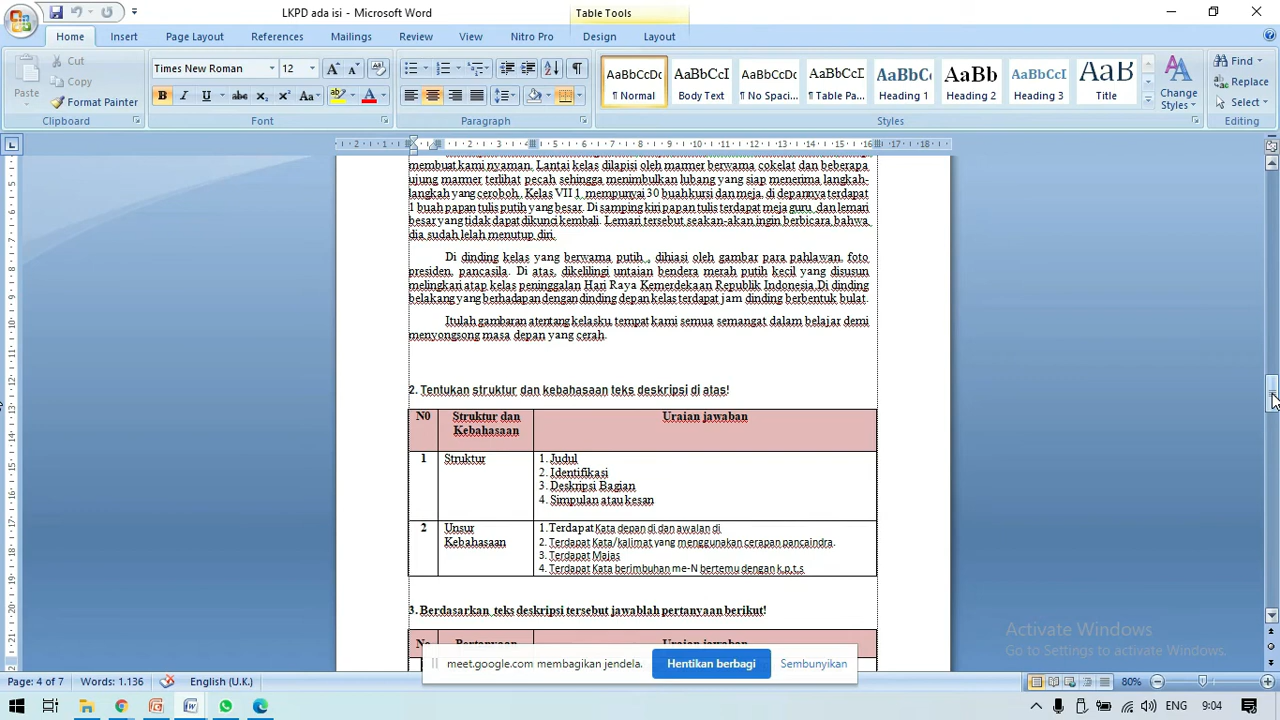 LKPD ada isi - Microsoft Word
Table Tools
Home Insert Page Layout References Mailings Review View Nitro Pro Design Layout
Cut
Copy
Format Painter
Paste
Times New Roman 12
AaBbCcDc AaBbCcI AaBbCcDc AaBbCcDc AaBbCcI AaBb AaBbCcDc AaB
¶ Normal Body Text ¶ No Spaci... ¶ Table Pa... Heading 1 Heading 2 Heading 3 Title
Change Styles
Find
Replace
Select
Clipboard Font Paragraph Styles Editing
membuat kami nyaman. Lantai kelas dilapisi oleh marmer berwarna cokelat dan beberapa
ujung marmer terlihat pecah sehingga menimbulkan lubang yang siap menerima langkah-
langkah yang ceroboh. Kelas VII 1 mempunyai 30 buah kursi dan meja, di depannya terdapat
1 buah papan tulis putih yang besar. Di samping kiri papan tulis terdapat meja guru, dan lemari
besar yang tidak dapat dikunci kembali. Lemari tersebut seakan-akan ingin berbicara bahwa
dia sudah lelah menutup diri.
Di dinding kelas yang berwarna putih , dihiasi oleh gambar para pahlawan, foto
presiden, pancasila. Di atas, dikelilingi untaian bendera merah putih kecil yang disusun
melingkari atap kelas peninggalan Hari Raya Kemerdekaan Republik Indonesia.Di dinding
belakang yang berhadapan dengan dinding depan kelas terdapat jam dinding berbentuk bulat.
Itulah gambaran atentang kelasku, tempat kami semua semangat dalam belajar demi
menyongsong masa depan yang cerah.
2. Tentukan struktur dan kebahasaan teks deskripsi di atas!
N0 Struktur dan Kebahasaan Uraian jawaban
1 Struktur 1. Judul
2. Identifikasi
3. Deskripsi Bagian
4. Simpulan atau kesan
2 Unsur Kebahasaan 1.Terdapat Kata depan di dan awalan di.
2. Terdapat Kata/kalimat yang menggunakan cerapan pancaindra.
3. Terdapat Majas
4. Terdapat Kata berimbuhan me-N bertemu dengan k,p,t,s
3. Berdasarkan teks deskripsi tersebut jawablah pertanyaan berikut!
No Pertanyaan Uraian jawaban
meet.google.com membagikan jendela. Hentikan berbagi Sembunyikan
Activate Windows
Go to Settings to activate Windows.
Page: 4 of 7 Words: 1.136 English (U.K.) 80%
ENG 9:04